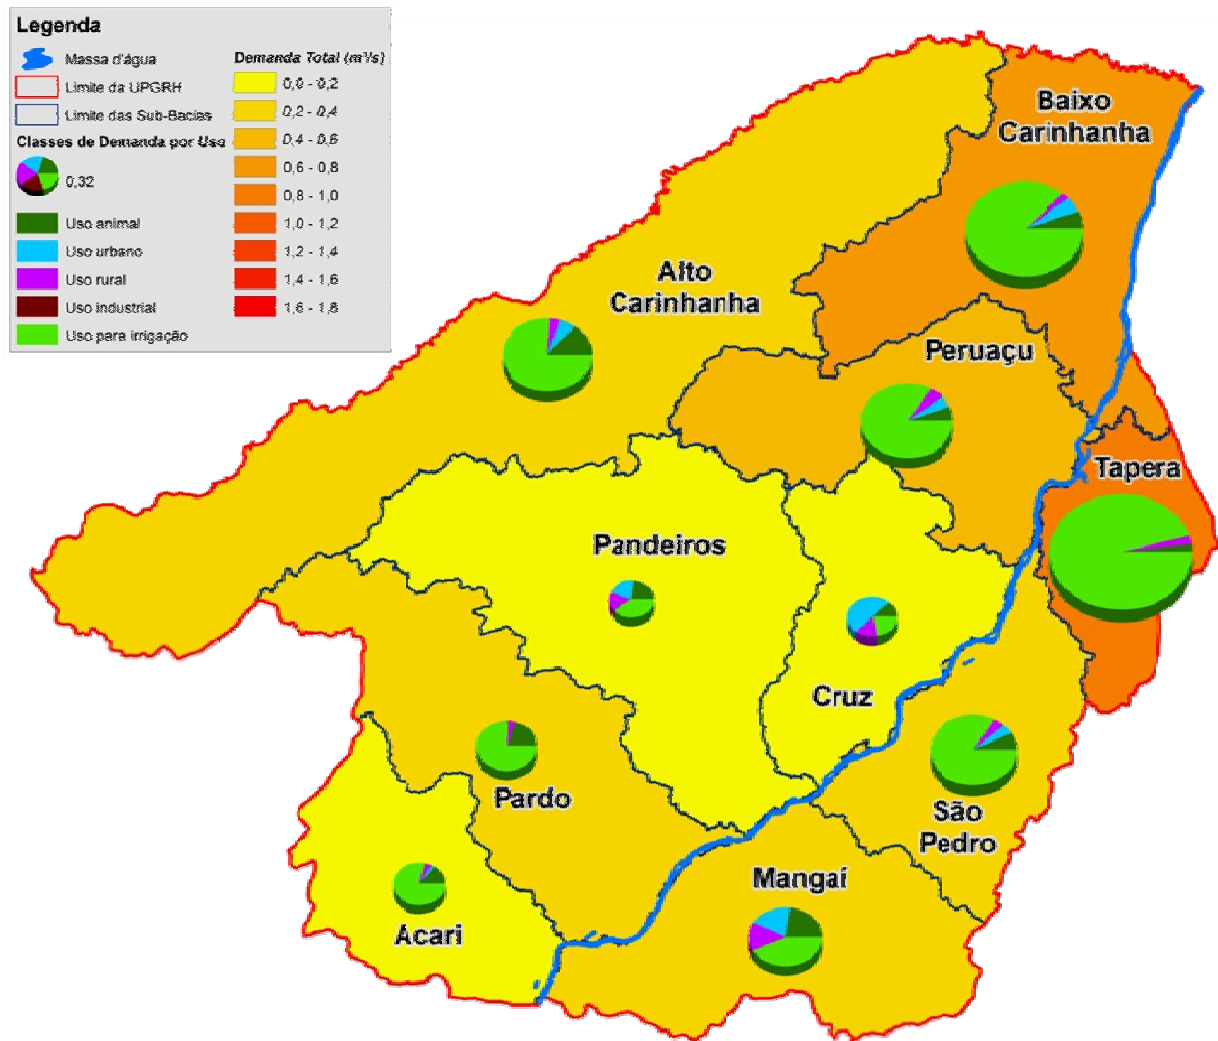 Legenda
Massa d'água
Limite da UPGRH
Limite das Sub-Bacias
Classes de Demanda por Uso
0,32
Uso animal
Uso urbano
Uso rural
Uso industrial
Uso para irrigação
Demanda Total (m³/s)
0,0 - 0,2
0,2 - 0,4
0,4 - 0,6
0,6 - 0,8
0,8 - 1,0
1,0 - 1,2
1,2 - 1,4
1,4 - 1,6
1,6 - 1,8
Baixo
Carinhanha
Alto
Carinhanha
Peruaçu
Tapera
Pandeiros
Cruz
Pardo
São
Pedro
Mangaí
Acari